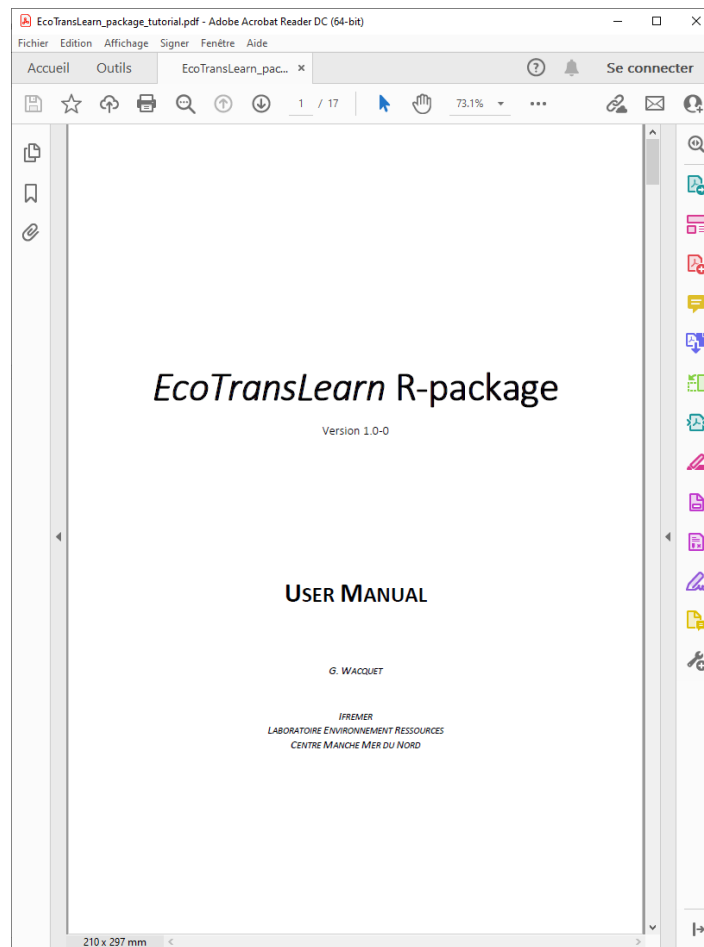 EcoTransLearn_package_tutorial.pdf - Adobe Acrobat Reader DC (64-bit)
Fichier Edition Affichage Signer Fenêtre Aide
Accueil Outils EcoTransLearn_pac... × Se connecter
1 / 17 73.1%
EcoTransLearn R-package
Version 1.0-0
USER MANUAL
G. WACQUET
IFREMER
LABORATOIRE ENVIRONNEMENT RESSOURCES
CENTRE MANCHE MER DU NORD
210 x 297 mm